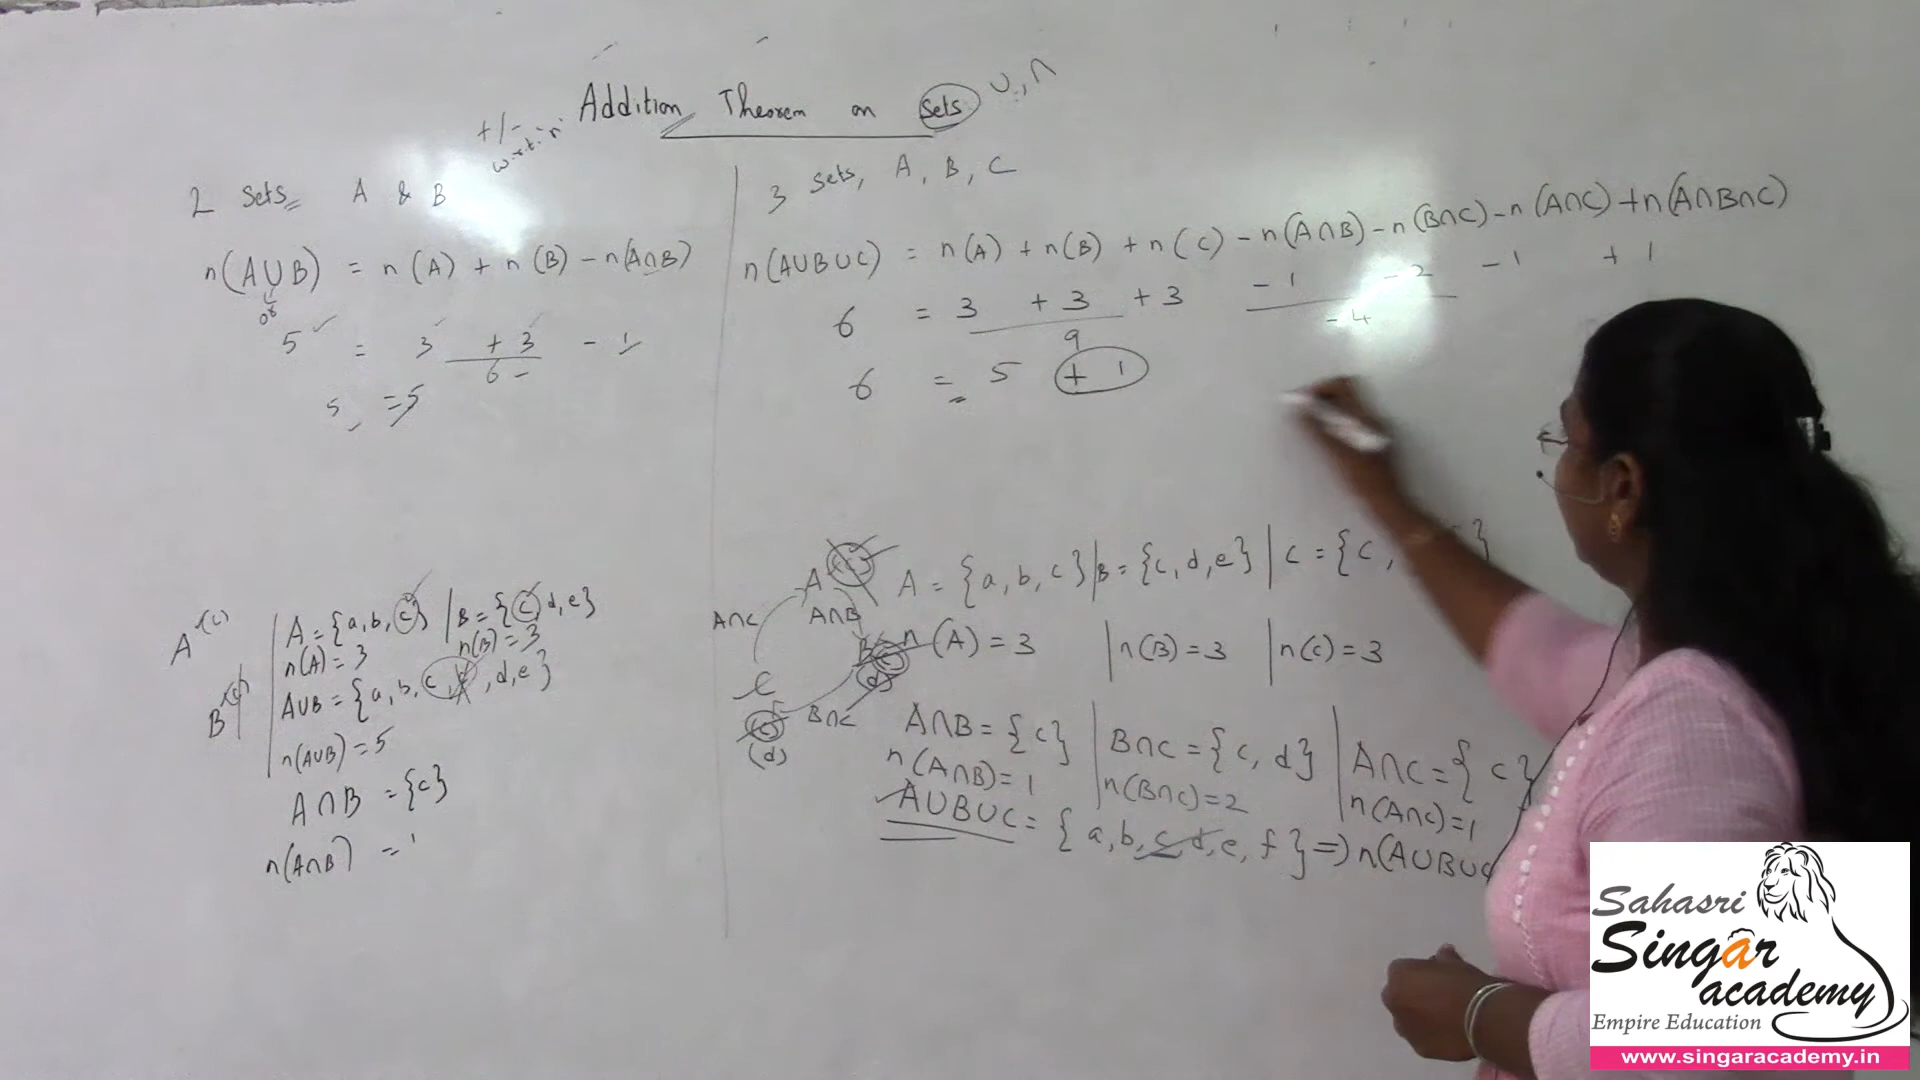 Addition Theorem on Sets ∪, ∩
+/-
w.r.t. 'n'
2 Sets, A & B
n(A∪B) = n(A) + n(B) - n(A∩B)
or
5 = 3 + 3 - 1
6
5 = 5
A (c)
B (c)
A = {a, b, c} | B = {c, d, e}
n(A) = 3 n(B) = 3
A∪B = {a, b, c, c, d, e}
n(A∪B) = 5
A∩B = {c}
n(A∩B) = 1
3 Sets, A, B, C
n(A∪B∪C) = n(A) + n(B) + n(C) - n(A∩B) - n(B∩C) - n(A∩C) + n(A∩B∩C)
6 = 3 + 3 + 3 - 1 - 2 - 1 + 1
9 - 4
6 = 5 + 1
A (c)
A∩C A∩B
B (c)
(d)
C
(c) B∩C
(d)
A = {a, b, c} | B = {c, d, e} | C = {c, }
n(A) = 3 | n(B) = 3 | n(C) = 3
A∩B = {c} | B∩C = {c, d} | A∩C = {c}
n(A∩B) = 1 | n(B∩C) = 2 | n(A∩C) = 1
A∪B∪C = {a, b, c, d, e, f} => n(A∪B∪C
Sahasri
Singar
academy
Empire Education
www.singaracademy.in